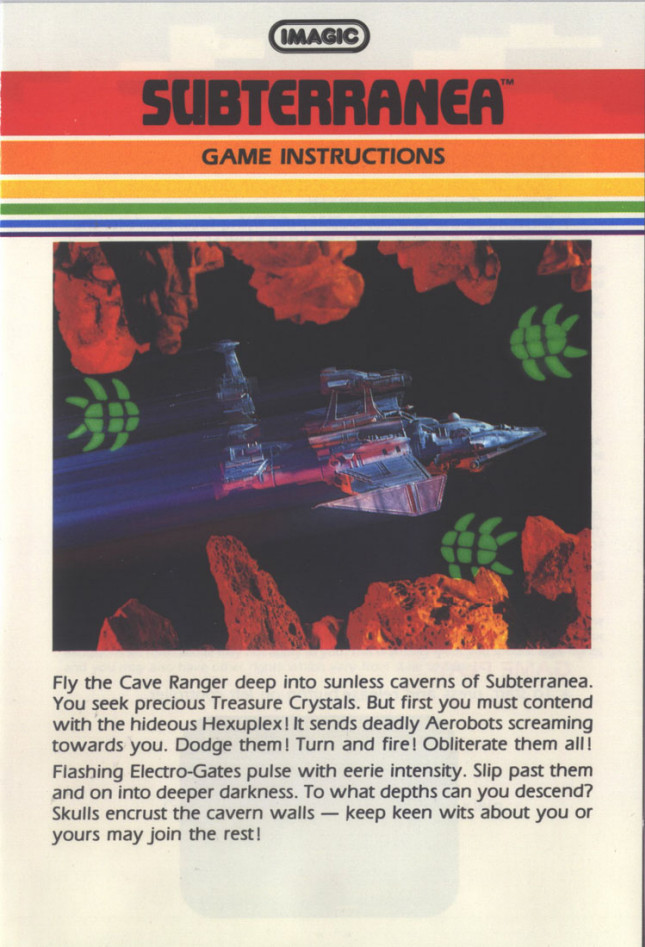 IMAGIC
SUBTERRANEA™
GAME INSTRUCTIONS
Fly the Cave Ranger deep into sunless caverns of Subterranea.
You seek precious Treasure Crystals. But first you must contend
with the hideous Hexuplex! It sends deadly Aerobots screaming
towards you. Dodge them! Turn and fire! Obliterate them all!
Flashing Electro-Gates pulse with eerie intensity. Slip past them
and on into deeper darkness. To what depths can you descend?
Skulls encrust the cavern walls — keep keen wits about you or
yours may join the rest!